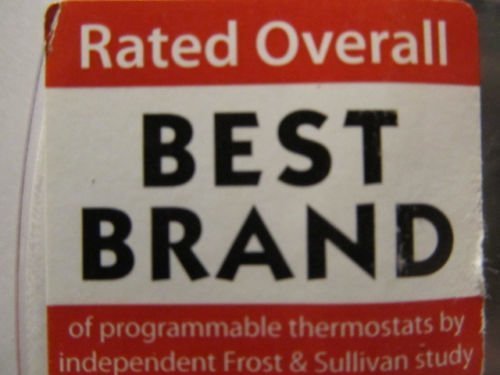 Rated Overall
BEST
BRAND
of programmable thermostats by
independent Frost & Sullivan study